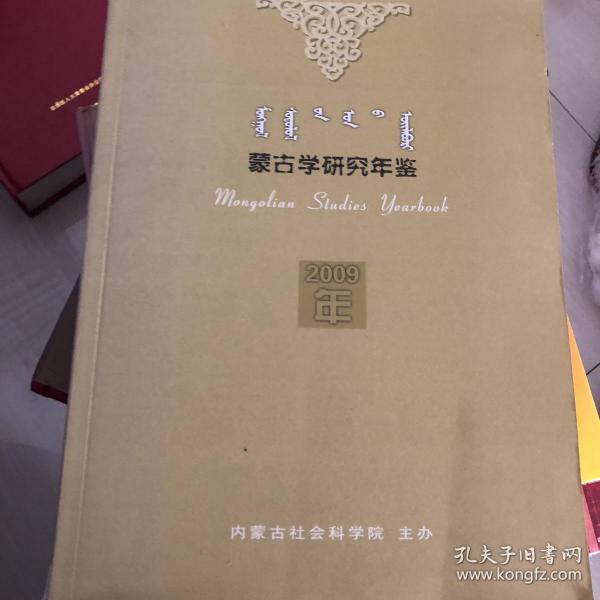 蒙古学研究年鉴
Mongolian Studies Yearbook
2009
年
内蒙古社会科学院 主办
孔夫子旧书网
www.kongfz.com